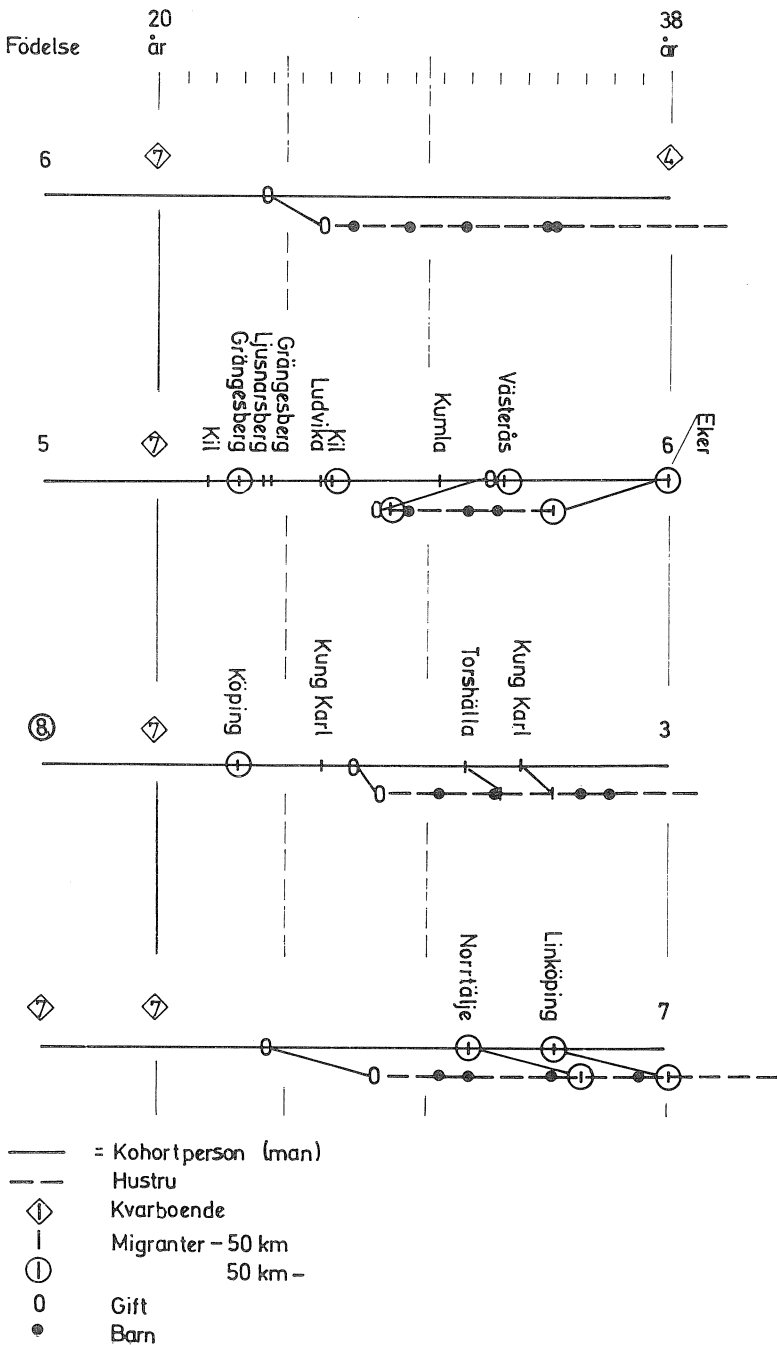 20 år
38 år
Födelse
6
7
4
5
7
Kil
Grängesberg
Ljusnarsberg
Grängesberg
Ludvika
Kil
Kumla
Västerås
6
Eker
8
7
Köping
Kung Karl
Torshälla
Kung Karl
3
7
7
Norrtälje
Linköping
7
= Kohortperson (man)
Hustru
Kvarboende
Migranter - 50 km
50 km -
Gift
Barn